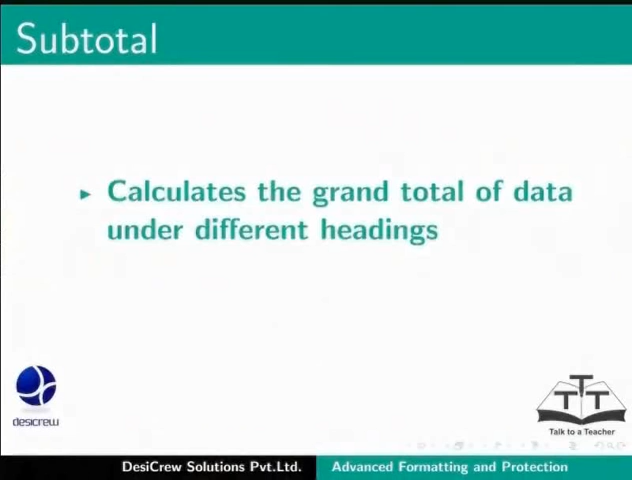 Subtotal
▸ Calculates the grand total of data
under different headings
desicrew
TTT
Talk to a Teacher
DesiCrew Solutions Pvt.Ltd. Advanced Formatting and Protection